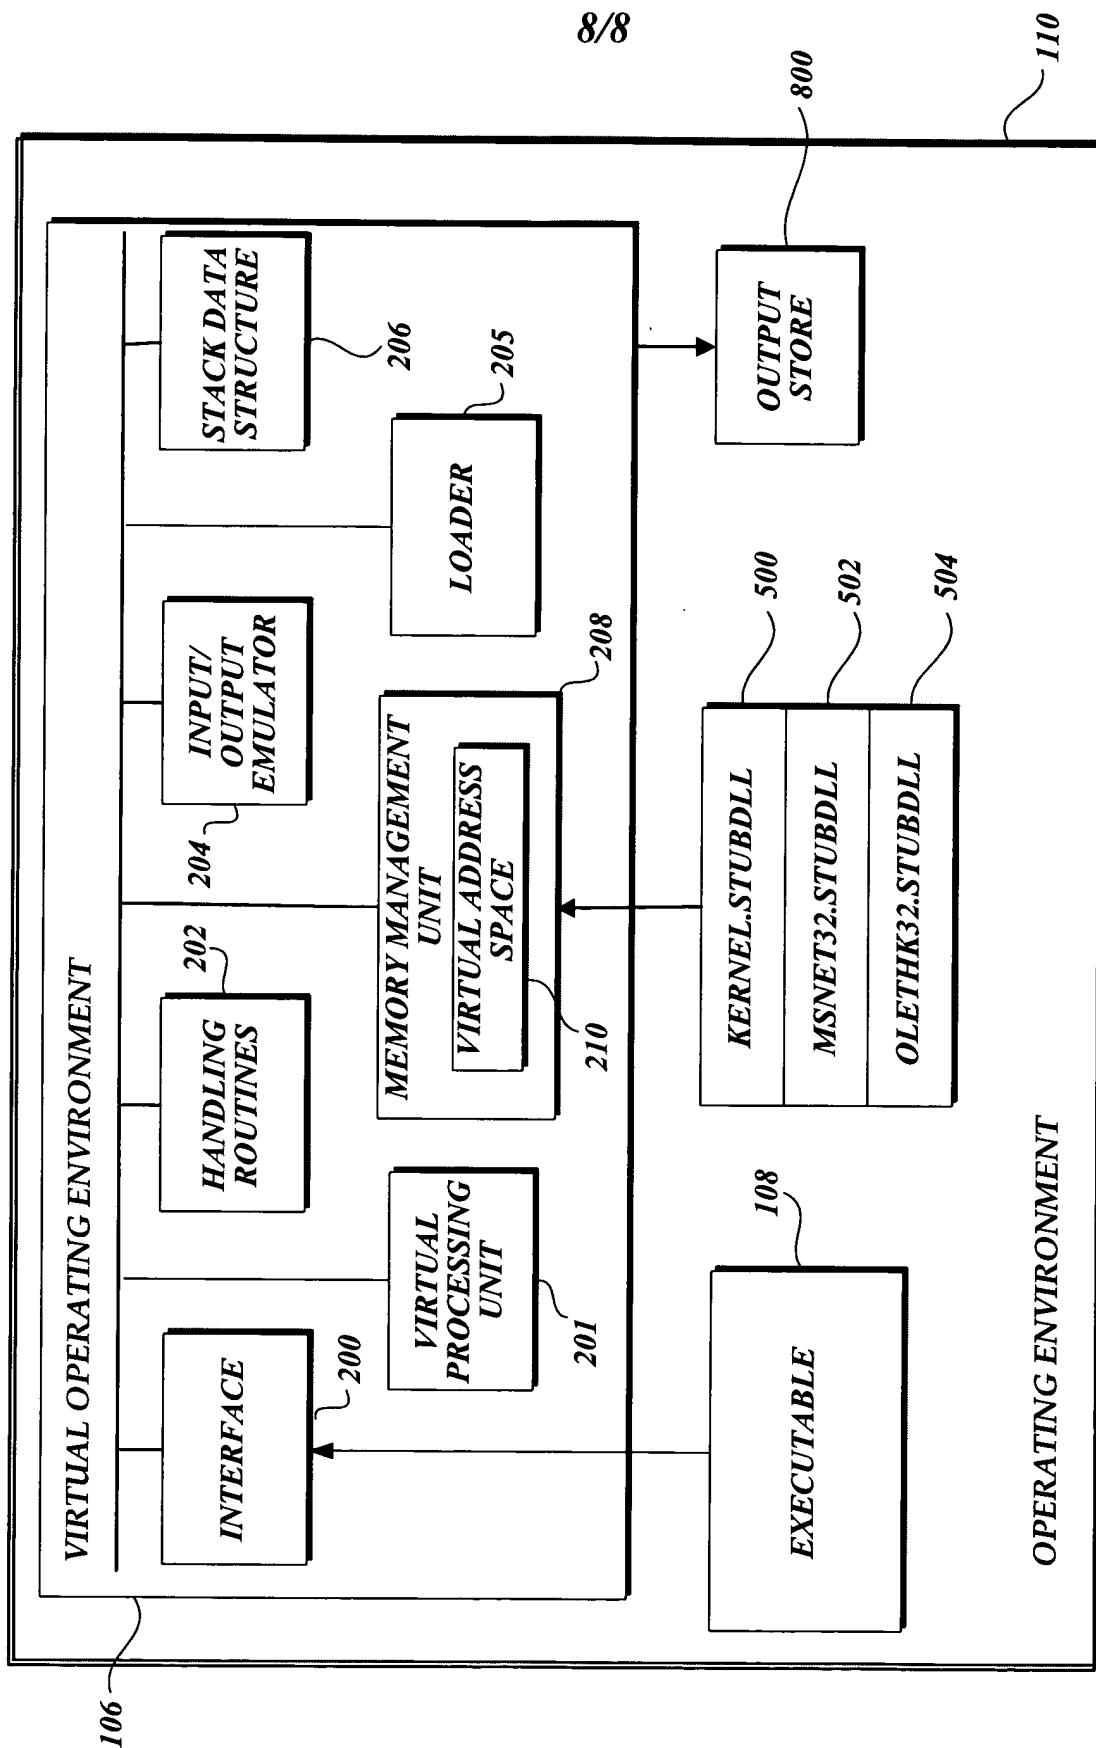 8/8
110
VIRTUAL OPERATING ENVIRONMENT
106
INTERFACE
200
HANDLING
ROUTINES
202
INPUT/
OUTPUT
EMULATOR
204
STACK DATA
STRUCTURE
206
VIRTUAL
PROCESSING
UNIT
201
MEMORY MANAGEMENT
UNIT
208
VIRTUAL ADDRESS
SPACE
210
LOADER
205
EXECUTABLE
108
KERNEL.STUBDLL
500
MSNET32.STUBDLL
502
OLETHK32.STUBDLL
504
OUTPUT
STORE
800
OPERATING ENVIRONMENT